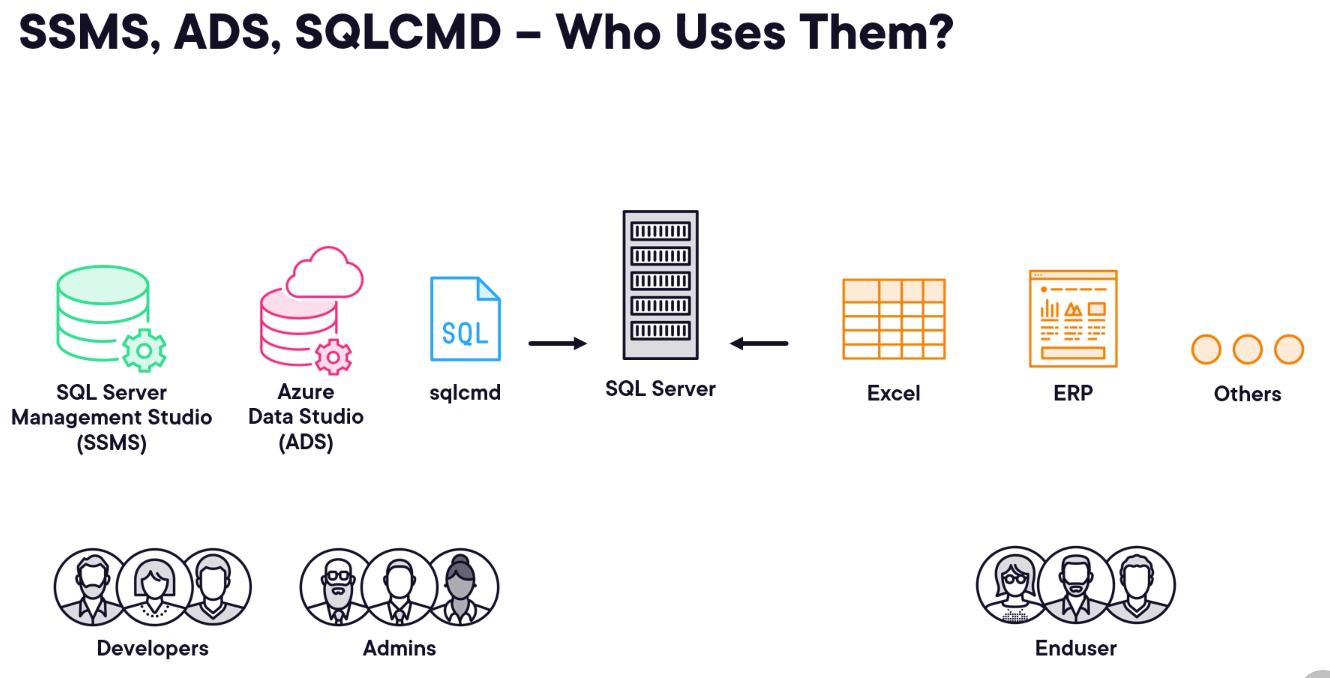 SSMS, ADS, SQLCMD – Who Uses Them?
SQL Server
Management Studio
(SSMS)
Azure
Data Studio
(ADS)
SQL
sqlcmd
SQL Server
Excel
ERP
Others
Developers
Admins
Enduser